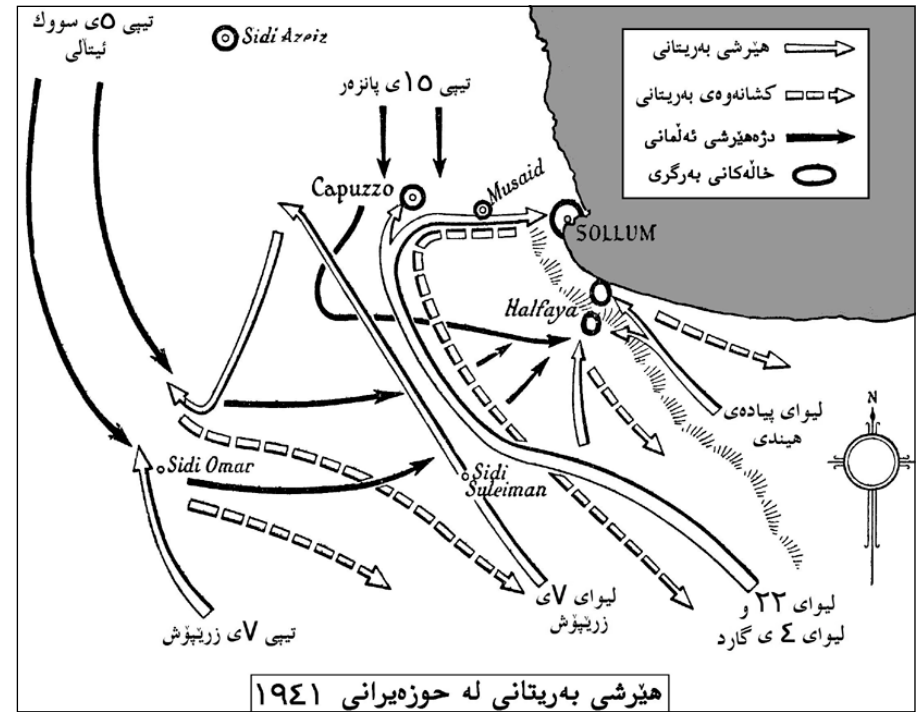 تیپی ٥ی سووك
ئیتاڵی
Sidi Azeiz
تیپی ١٥ ی پانزەر
هێرشی بەریتانی
کشانەوەی بەریتانی
دژەهێرشی ئەڵمانی
خاڵەکانی بەرگری
Capuzzo
Musaid
SOLLUM
Halfaya
لیوای پیادەی
هیندی
N
Sidi Omar
Sidi
Suleiman
تیپی ٧ی زرێپۆش
لیوای ٧ی
زرێپۆش
لیوای ٢٢ و
لیوای ٤ ی گارد
هێرشی بەریتانی لە حوزەیرانی ١٩٤١